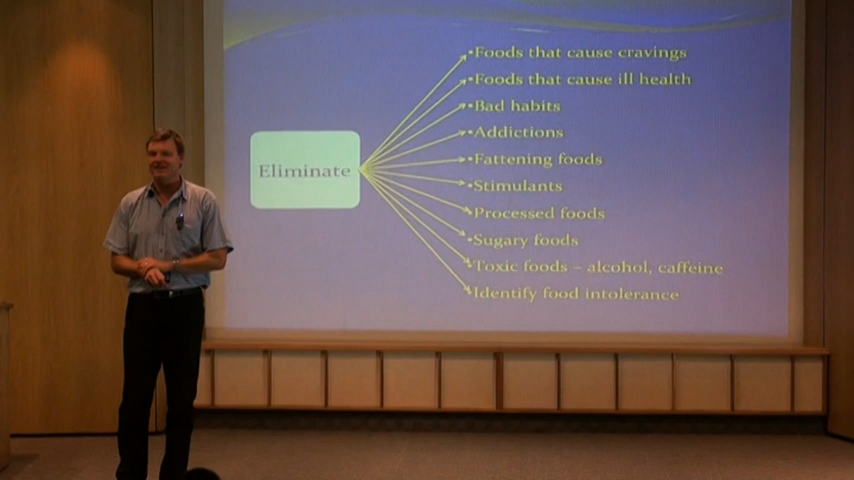 Eliminate
•Foods that cause cravings
•Foods that cause ill health
•Bad habits
•Addictions
•Fattening foods
•Stimulants
•Processed foods
•Sugary foods
•Toxic foods – alcohol, caffeine
•Identify food intolerance